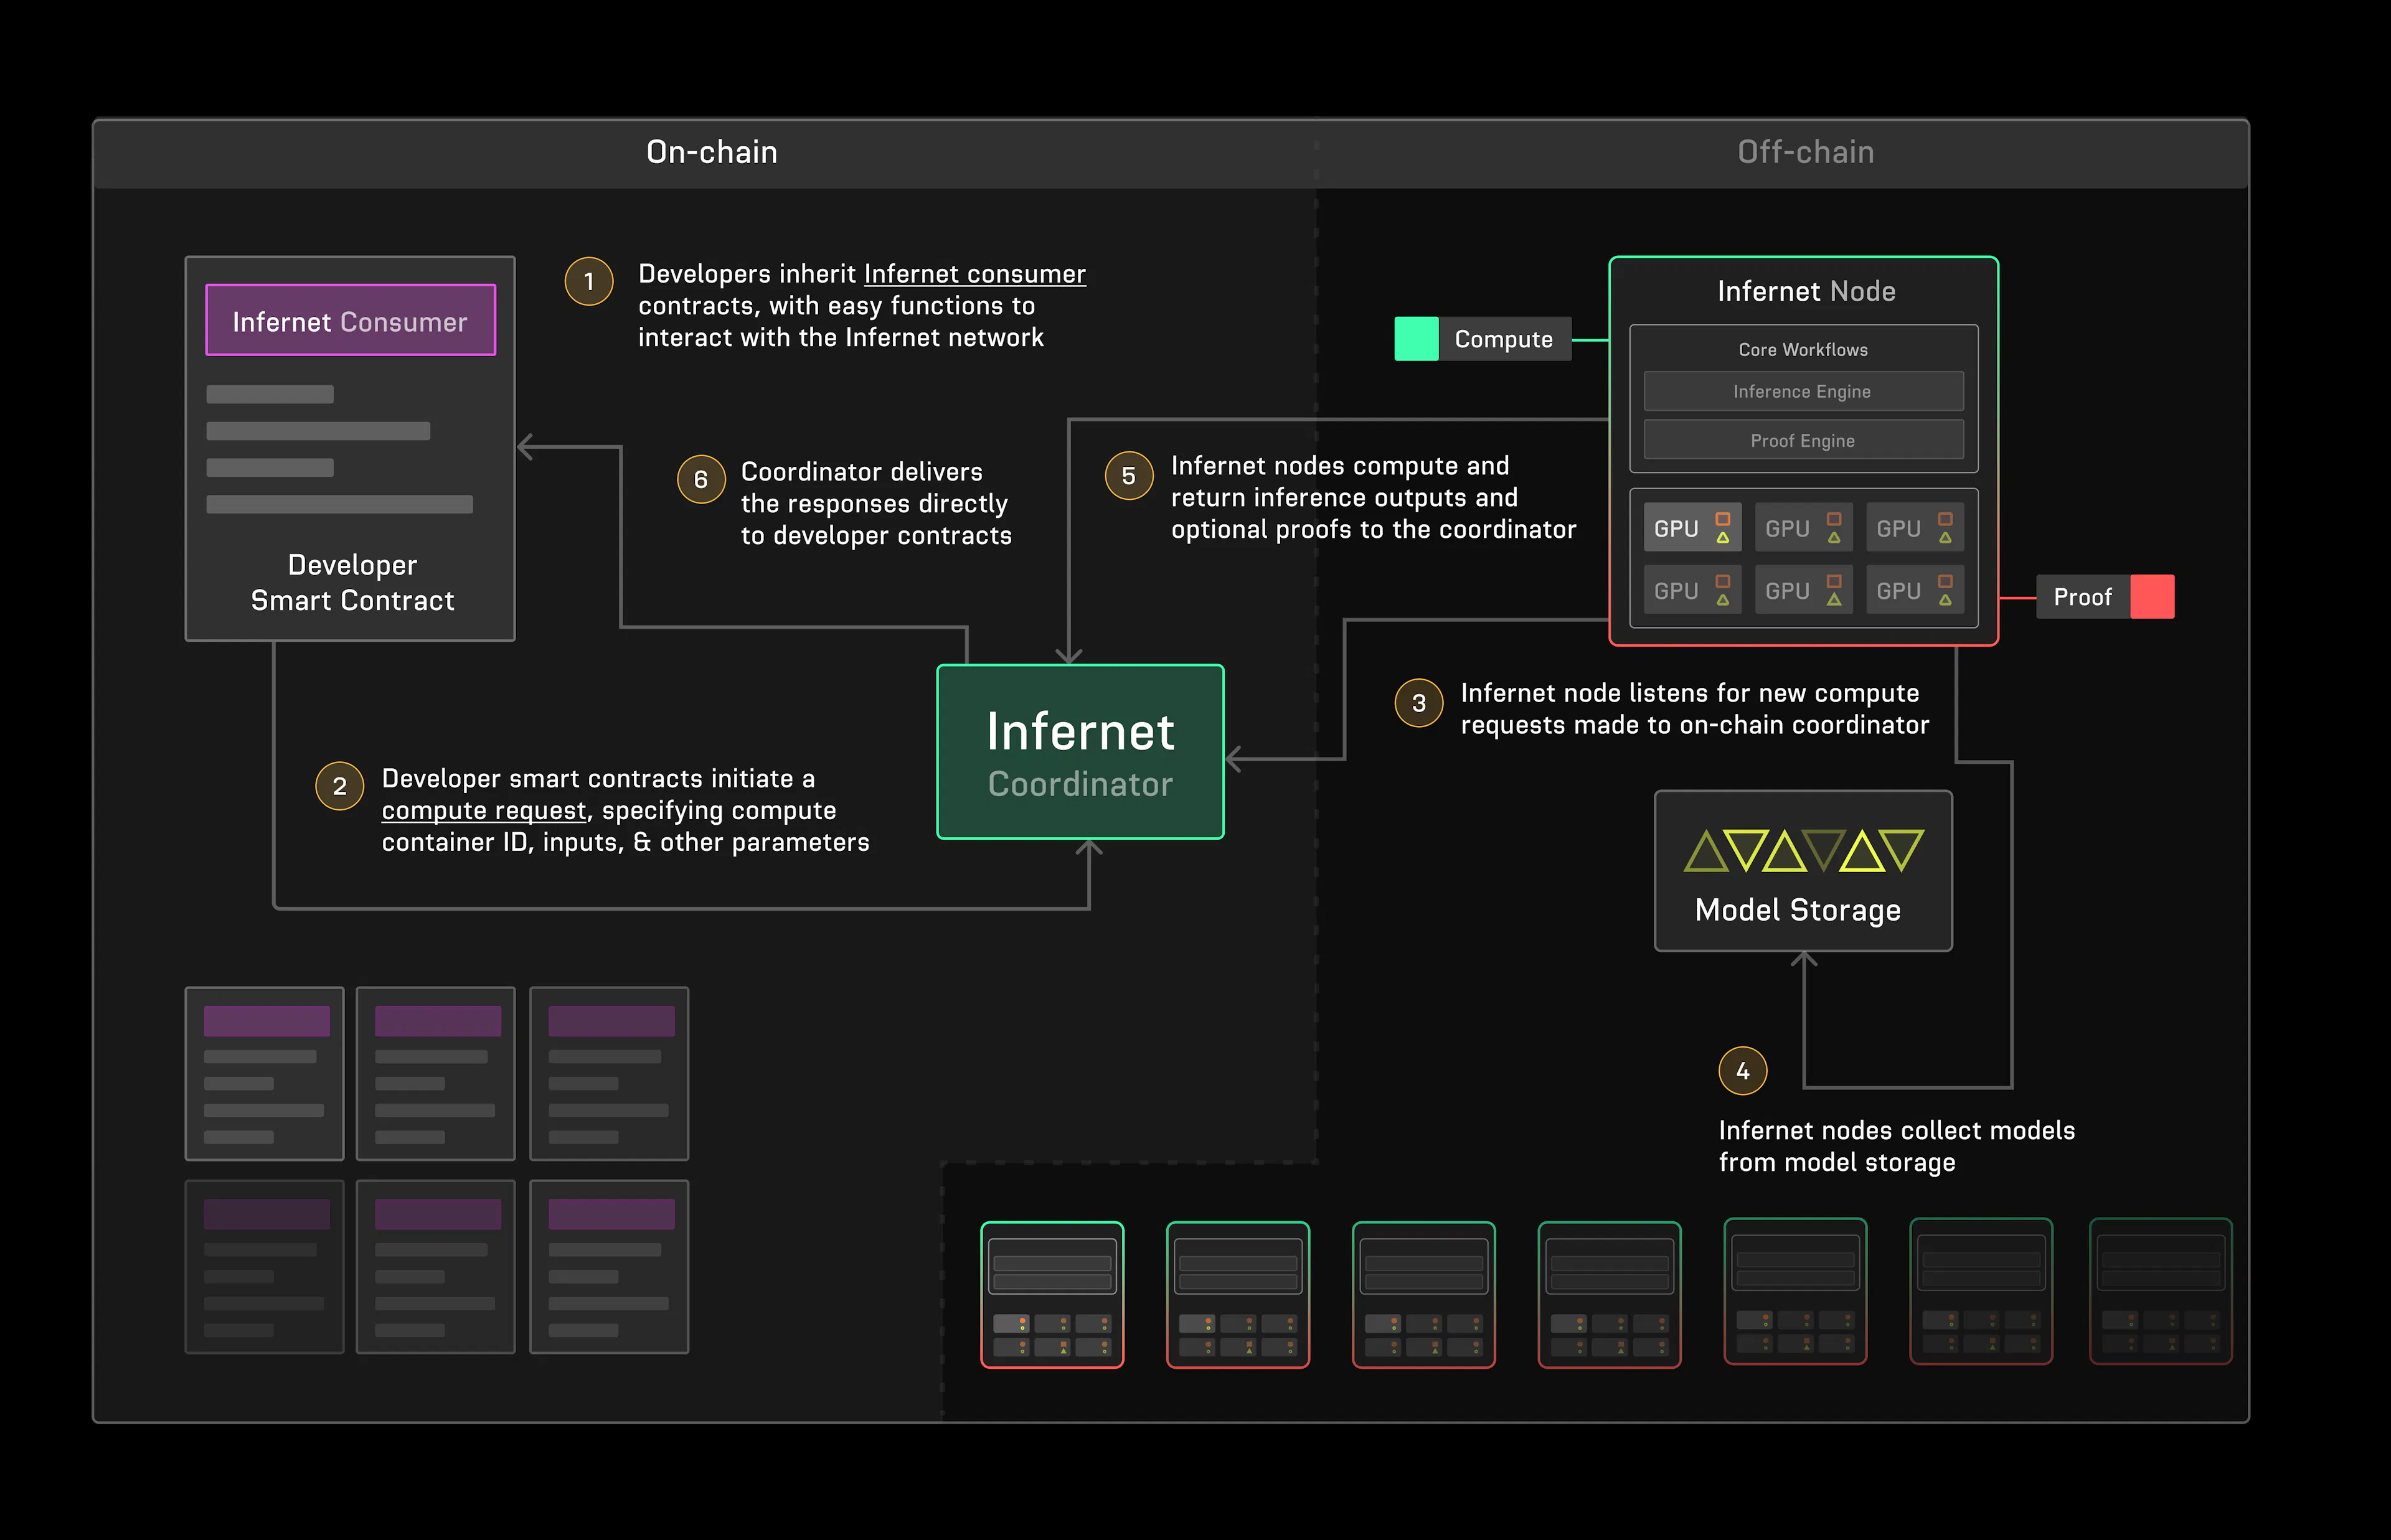 On-chain
Off-chain
Infernet Consumer
Developer
Smart Contract
1
Developers inherit Infernet consumer
contracts, with easy functions to
interact with the Infernet network
6
Coordinator delivers
the responses directly
to developer contracts
5
Infernet nodes compute and
return inference outputs and
optional proofs to the coordinator
Compute
Infernet Node
Core Workflows
Inference Engine
Proof Engine
GPU
GPU
GPU
GPU
GPU
GPU
Proof
3
Infernet node listens for new compute
requests made to on-chain coordinator
Infernet
Coordinator
2
Developer smart contracts initiate a
compute request, specifying compute
container ID, inputs, & other parameters
Model Storage
4
Infernet nodes collect models
from model storage